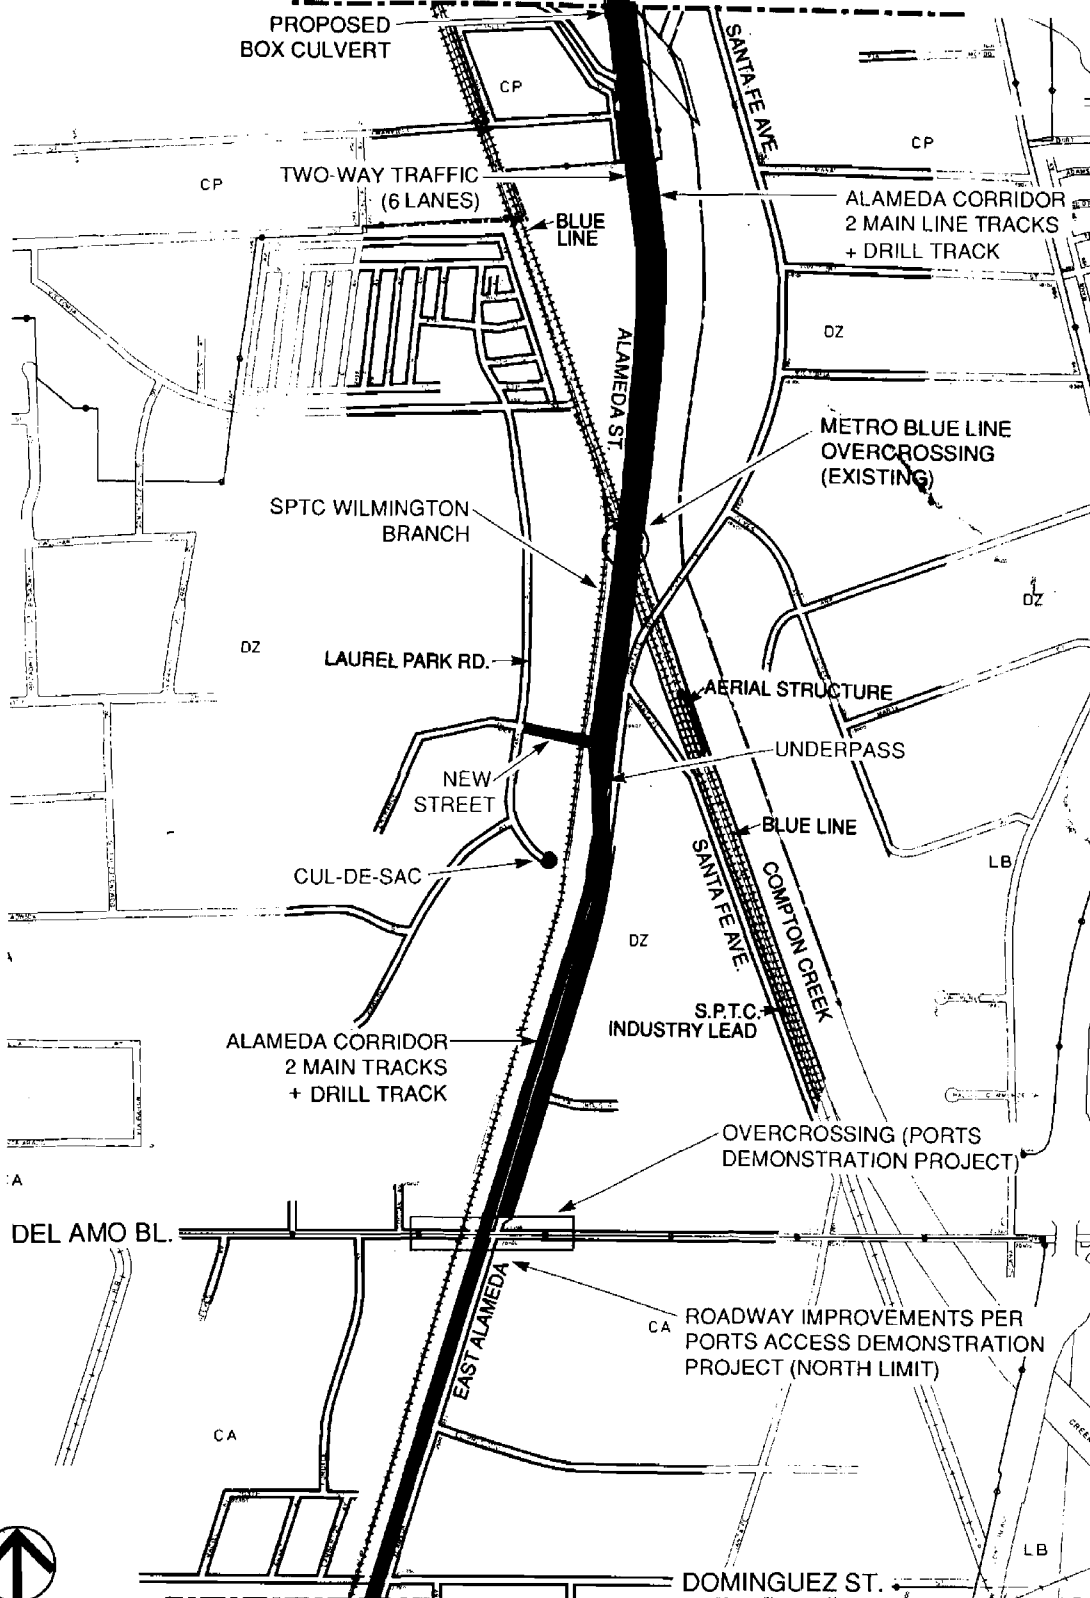 PROPOSED
BOX CULVERT
SANTA FE AVE.
CP
CP
CP
TWO-WAY TRAFFIC
(6 LANES)
BLUE
LINE
ALAMEDA CORRIDOR
2 MAIN LINE TRACKS
+ DRILL TRACK
DZ
ALAMEDA ST.
METRO BLUE LINE
OVERCROSSING
(EXISTING)
SPTC WILMINGTON
BRANCH
DZ
DZ
LAUREL PARK RD.
AERIAL STRUCTURE
UNDERPASS
NEW
STREET
BLUE LINE
CUL-DE-SAC
SANTA FE AVE.
COMPTON CREEK
LB
DZ
S.P.T.C.
INDUSTRY LEAD
ALAMEDA CORRIDOR
2 MAIN TRACKS
+ DRILL TRACK
OVERCROSSING (PORTS
DEMONSTRATION PROJECT)
DEL AMO BL.
EAST ALAMEDA
CA
ROADWAY IMPROVEMENTS PER
PORTS ACCESS DEMONSTRATION
PROJECT (NORTH LIMIT)
CA
LB
DOMINGUEZ ST.